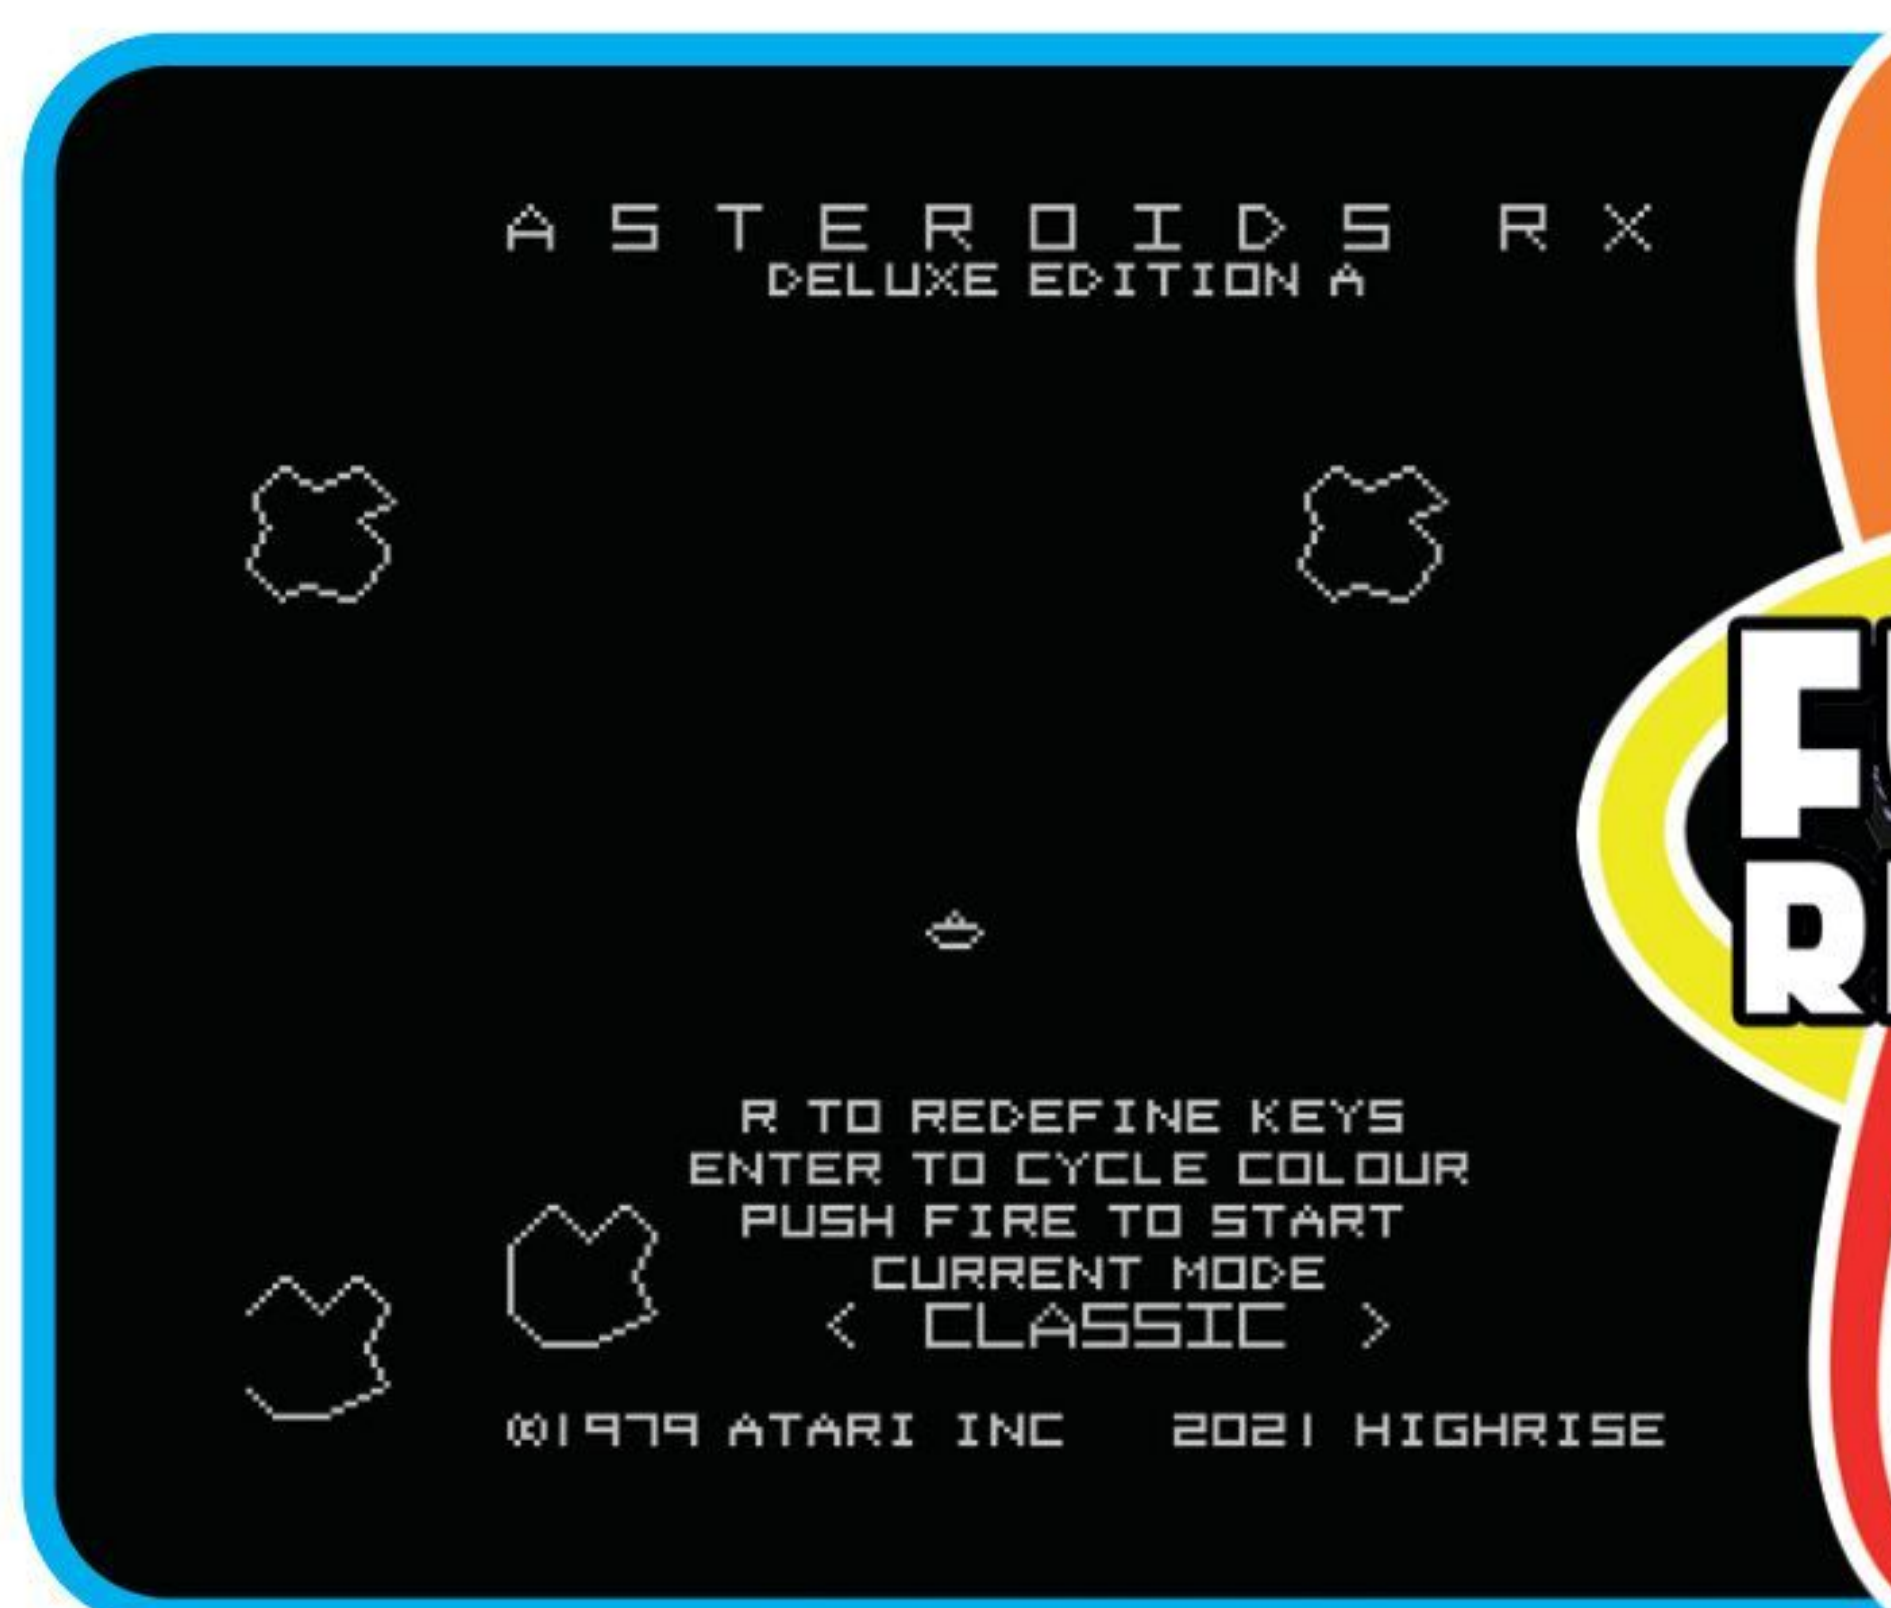 ASTEROIDS RX
DELUXE EDITION A
R TO REDEFINE KEYS
ENTER TO CYCLE COLOUR
PUSH FIRE TO START
CURRENT MODE
< CLASSIC >
©1979 ATARI INC 2021 HIGHRISE